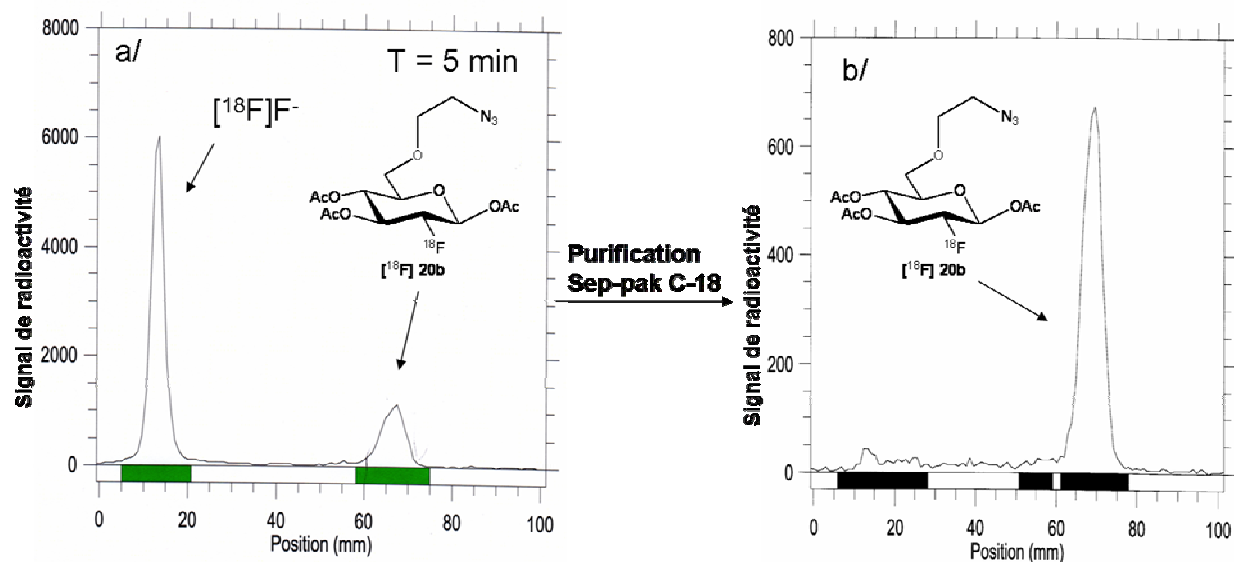 a/
T = 5 min
[¹⁸F]F⁻
N₃
O
AcO
O
AcO
OAc
¹⁸F
[¹⁸F] 20b
Signal de radioactivité
8000
6000
4000
2000
0
0 20 40 60 80 100
Position (mm)
Purification
Sep-pak C-18
b/
N₃
O
AcO
O
AcO
OAc
¹⁸F
[¹⁸F] 20b
Signal de radioactivité
800
600
400
200
0
0 20 40 60 80 100
Position (mm)